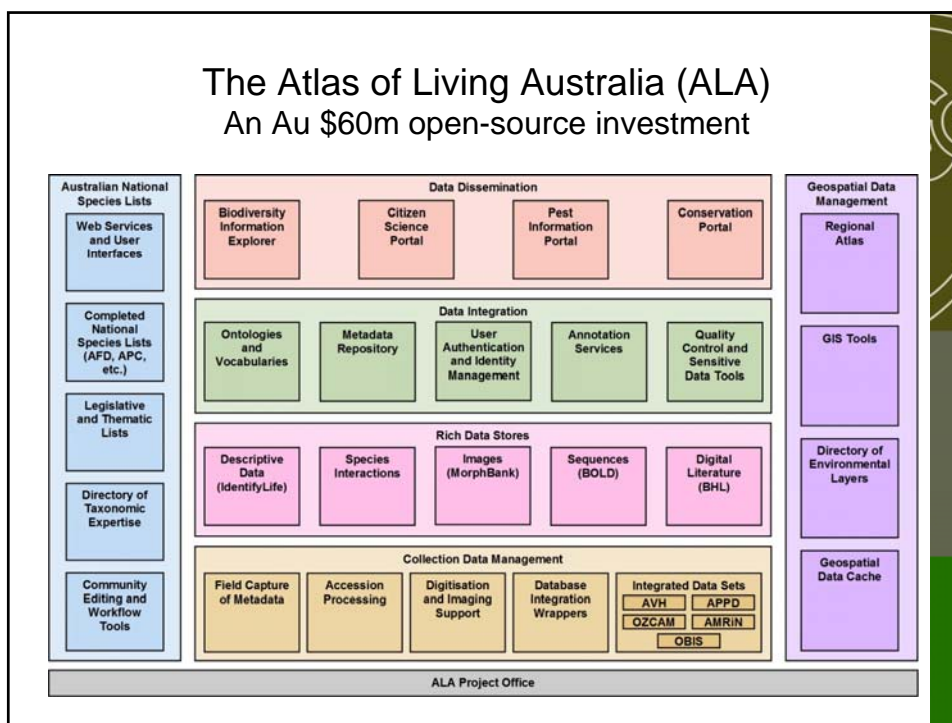 The Atlas of Living Australia (ALA)
An Au $60m open-source investment
Australian National
Species Lists
Web Services
and User
Interfaces
Completed
National
Species Lists
(AFD, APC,
etc.)
Legislative
and Thematic
Lists
Directory of
Taxonomic
Expertise
Community
Editing and
Workflow
Tools
Data Dissemination
Biodiversity
Information
Explorer
Citizen
Science
Portal
Pest
Information
Portal
Conservation
Portal
Data Integration
Ontologies
and
Vocabularies
Metadata
Repository
User
Authentication
and Identity
Management
Annotation
Services
Quality
Control and
Sensitive
Data Tools
Rich Data Stores
Descriptive
Data
(IdentifyLife)
Species
Interactions
Images
(MorphBank)
Sequences
(BOLD)
Digital
Literature
(BHL)
Collection Data Management
Field Capture
of Metadata
Accession
Processing
Digitisation
and Imaging
Support
Database
Integration
Wrappers
Integrated Data Sets
AVH APPD
OZCAM AMRiN
OBIS
Geospatial Data
Management
Regional
Atlas
GIS Tools
Directory of
Environmental
Layers
Geospatial
Data Cache
ALA Project Office